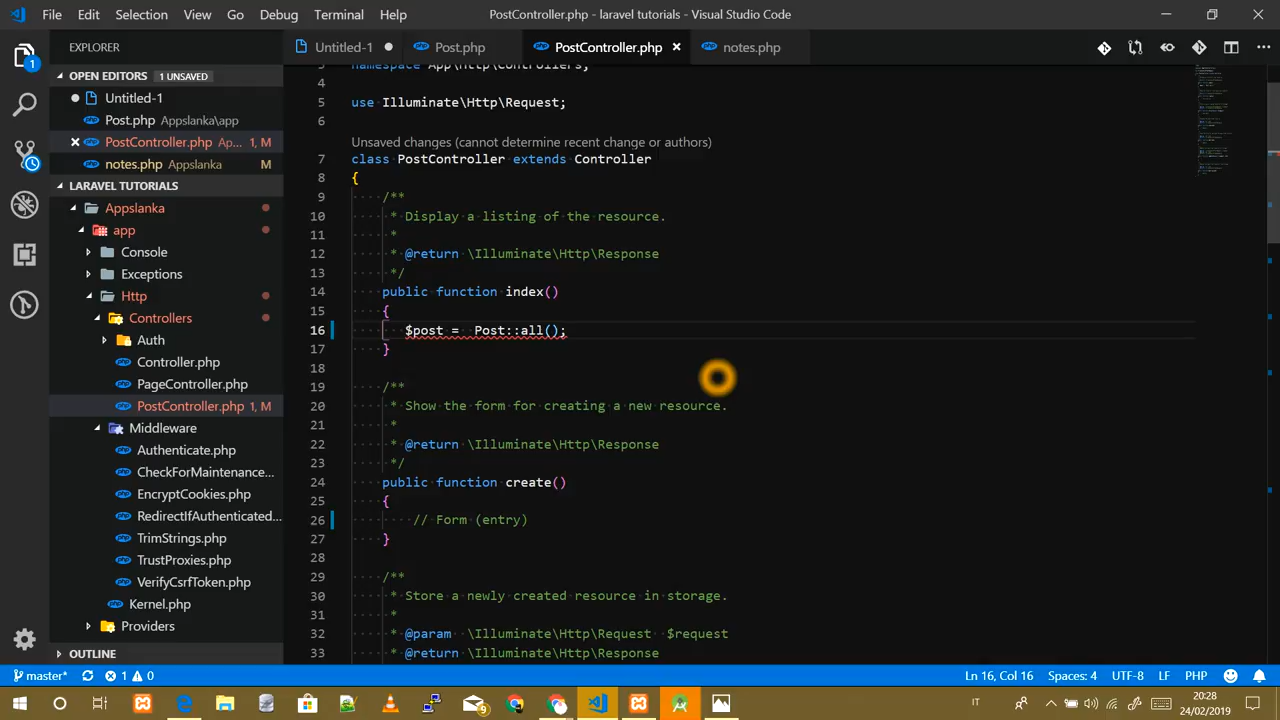 File Edit Selection View Go Debug Terminal Help PostController.php - laravel tutorials - Visual Studio Code
EXPLORER Untitled-1 Post.php PostController.php notes.php
OPEN EDITORS 1 UNSAVED
Untitled-1
Post.php Appslanka\app
PostController.php Ap... 1, M
notes.php Appslanka M
LARAVEL TUTORIALS
Appslanka
app
Console
Exceptions
Http
Controllers
Auth
Controller.php
PageController.php
PostController.php 1, M
Middleware
Authenticate.php
CheckForMaintenance...
EncryptCookies.php
RedirectIfAuthenticated...
TrimStrings.php
TrustProxies.php
VerifyCsrfToken.php
Kernel.php
Providers
OUTLINE
3 namespace App\Http\Controllers;
4
5 use Illuminate\Http\Request;
6
Unsaved changes (cannot determine recent change or authors)
7 class PostController extends Controller
8 {
9 /**
10 * Display a listing of the resource.
11 *
12 * @return \Illuminate\Http\Response
13 */
14 public function index()
15 {
16 $post = Post::all();
17 }
18
19 /**
20 * Show the form for creating a new resource.
21 *
22 * @return \Illuminate\Http\Response
23 */
24 public function create()
25 {
26 // Form (entry)
27 }
28
29 /**
30 * Store a newly created resource in storage.
31 *
32 * @param \Illuminate\Http\Request $request
33 * @return \Illuminate\Http\Response
master* 1 0 Ln 16, Col 16 Spaces: 4 UTF-8 LF PHP
1
9 IT 20:28
24/02/2019